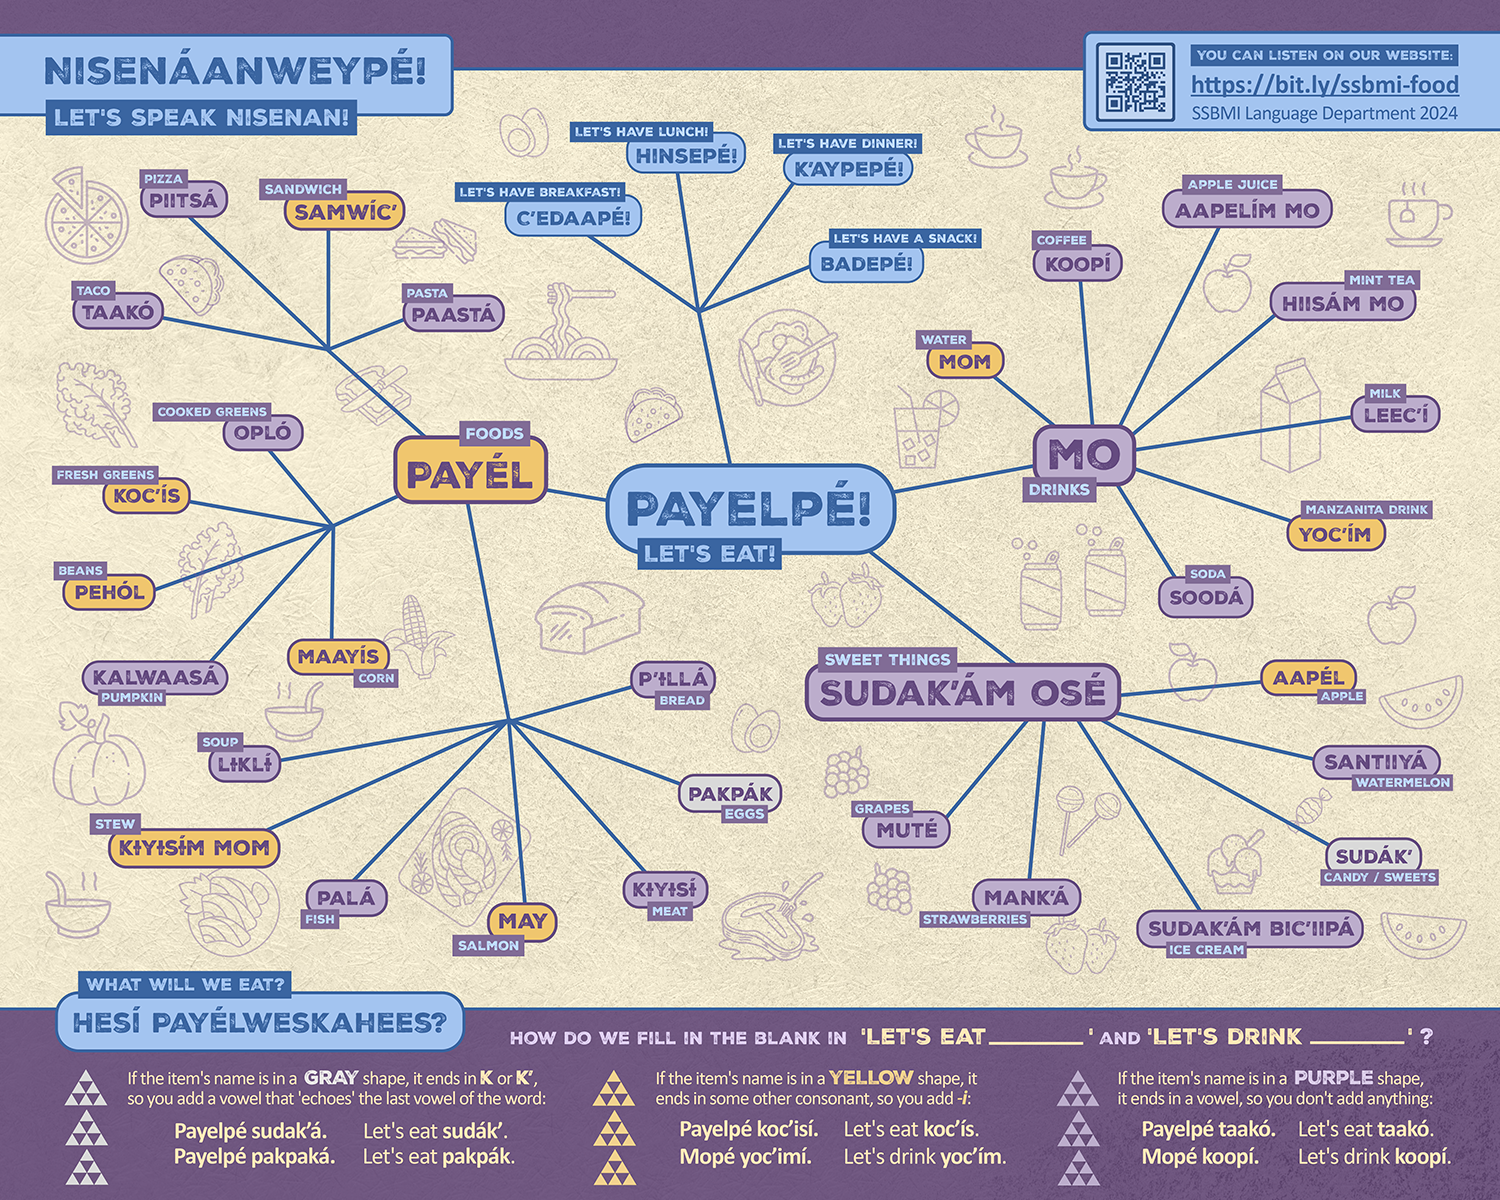 NISENÁANWEYPÉ!
LET'S SPEAK NISENAN!
YOU CAN LISTEN ON OUR WEBSITE:
https://bit.ly/ssbmi-food
SSBMI Language Department 2024
LET'S HAVE LUNCH!
HINSEPÉ!
LET'S HAVE DINNER!
K'AYPEPÉ!
LET'S HAVE BREAKFAST!
C'EDAAPÉ!
LET'S HAVE A SNACK!
BADEPÉ!
PIZZA
PIITSÁ
SANDWICH
SAMWÍC'
TACO
TAAKÓ
PASTA
PAASTÁ
COOKED GREENS
OPLÓ
FRESH GREENS
KOC'ÍS
BEANS
PEHÓL
KALWAASÁ
PUMPKIN
MAAYÍS
CORN
FOODS
PAYÉL
PAYELPÉ!
LET'S EAT!
APPLE JUICE
AAPELÍM MO
COFFEE
KOOPÍ
MINT TEA
HIISÁM MO
WATER
MOM
MILK
LEEC'Í
MO
DRINKS
MANZANITA DRINK
YOC'ÍM
SODA
SOODÁ
P'ƗLLÁ
BREAD
SOUP
LƗKLƗ́
PAKPÁK
EGGS
STEW
KƗYƗSÍM MOM
PALÁ
FISH
MAY
SALMON
KƗYƗSƗ́
MEAT
SWEET THINGS
SUDAK'ÁM OSÉ
AAPÉL
APPLE
SANTIIYÁ
WATERMELON
GRAPES
MUTÉ
SUDÁK'
CANDY / SWEETS
MANK'Á
STRAWBERRIES
SUDAK'ÁM BIC'IIPÁ
ICE CREAM
WHAT WILL WE EAT?
HESÍ PAYÉLWESKAHEES?
HOW DO WE FILL IN THE BLANK IN 'LET'S EAT_________' AND 'LET'S DRINK ________' ?
If the item's name is in a GRAY shape, it ends in K or K',
so you add a vowel that 'echoes' the last vowel of the word:
Payelpé sudak'á. Let's eat sudák'.
Payelpé pakpaká. Let's eat pakpák.
If the item's name is in a YELLOW shape, it
ends in some other consonant, so you add -i:
Payelpé koc'isí. Let's eat koc'ís.
Mopé yoc'imí. Let's drink yoc'ím.
If the item's name is in a PURPLE shape,
it ends in a vowel, so you don't add anything:
Payelpé taakó. Let's eat taakó.
Mopé koopí. Let's drink koopí.